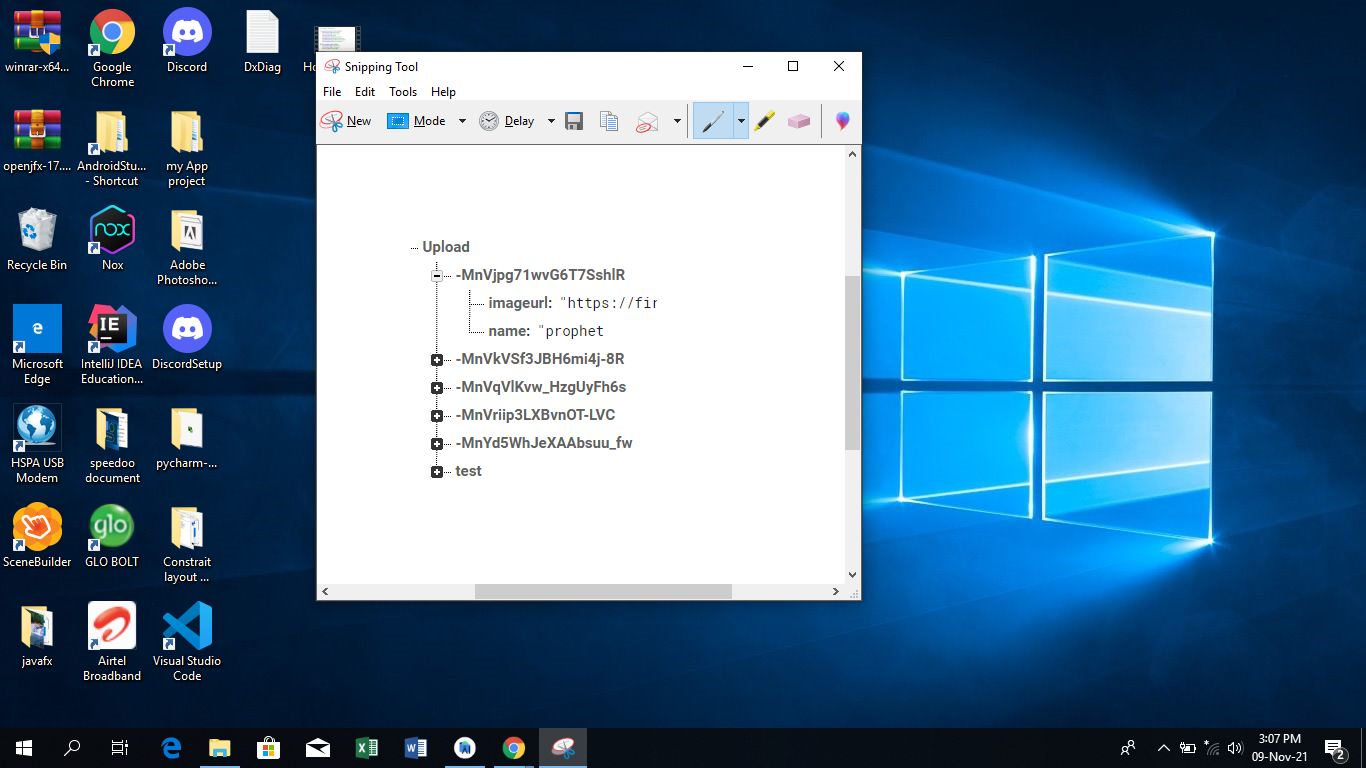 winrar-x64...
Google
Chrome
Discord
DxDiag
openjfx-17....
AndroidStu...
- Shortcut
my App
project
Recycle Bin
nox
Nox
Adobe
Photosho...
Microsoft
Edge
IE
IntelliJ IDEA
Education...
DiscordSetup
HSPA USB
Modem
speedoo
document
pycharm-...
SceneBuilder
glo
GLO BOLT
Constrait
layout ...
javafx
Airtel
Broadband
Visual Studio
Code
Snipping Tool
File Edit Tools Help
New Mode Delay
Upload
-MnVjpg71wvG6T7SshlR
imageurl: "https://fir
name: "prophet
-MnVkVSf3JBH6mi4j-8R
-MnVqVlKvw_HzgUyFh6s
-MnVriip3LXBvnOT-LVC
-MnYd5WhJeXAAbsuu_fw
test
3:07 PM
09-Nov-21
2